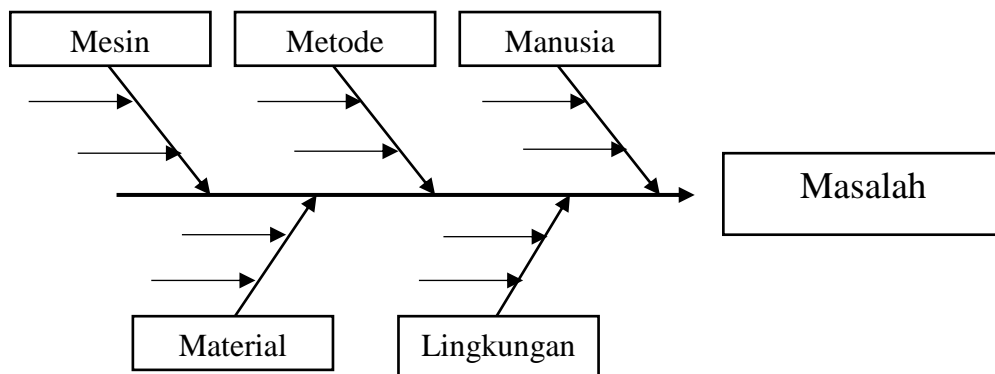 Mesin
Metode
Manusia
Masalah
Material
Lingkungan